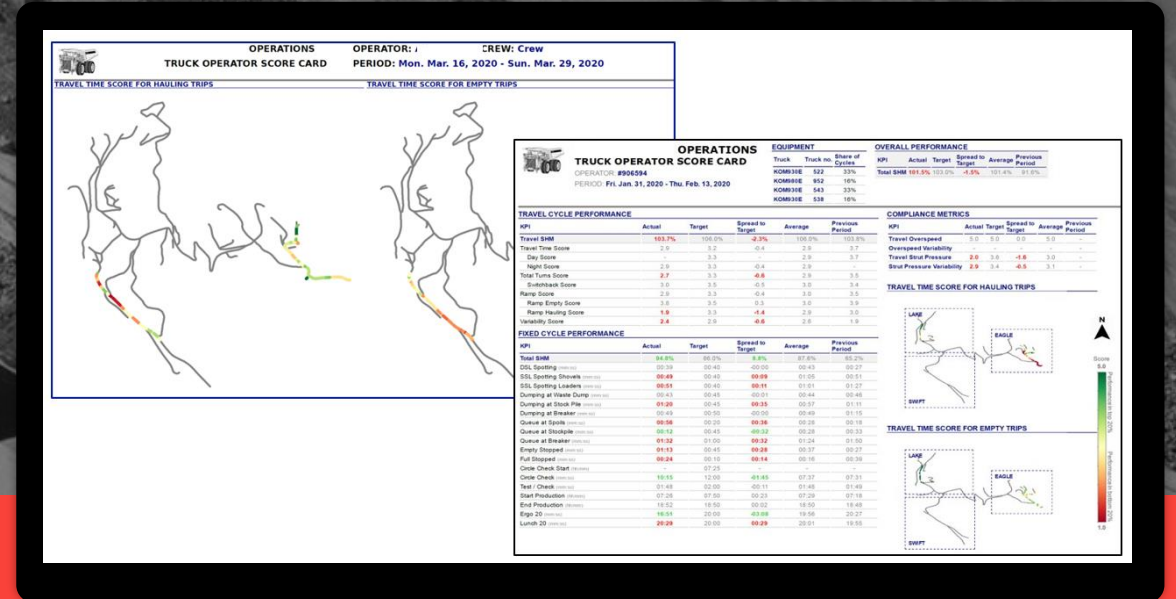 OPERATIONS OPERATOR: CREW: Crew
TRUCK OPERATOR SCORE CARD PERIOD: Mon. Mar. 16, 2020 - Sun. Mar. 29, 2020
TRAVEL TIME SCORE FOR HAULING TRIPS TRAVEL TIME SCORE FOR EMPTY TRIPS
OPERATIONS
TRUCK OPERATOR SCORE CARD
OPERATOR: #906594
PERIOD: Fri. Jan. 31, 2020 - Thu. Feb. 13, 2020
EQUIPMENT
Truck Truck no. Share of Cycles
KOM930E 522 33%
952 16%
KOM930E 543 33%
KOM930E 538 16%
OVERALL PERFORMANCE
KPI Actual Target Spread to Target Average Previous Period
Total SHM 101.5% 103.0% -1.5% 101.4% 91.6%
TRAVEL CYCLE PERFORMANCE
KPI Actual Target Spread to Target Average Previous Period
Travel SHM 103.7% 106.0% -2.3% 106.0% 103.8%
Travel Time Score 2.9 3.2 -0.4 2.9 3.7
Day Score - 3.3 - 2.9 3.7
Night Score 2.9 3.3 -0.4 2.9 -
Total Turns Score 2.7 3.3 -0.6 2.9 3.5
Switchback Score 3.0 3.5 -0.5 3.0 3.4
Ramp Score 2.9 3.3 -0.4 3.0 3.5
Ramp Empty Score 3.8 3.5 0.3 3.0 3.9
Ramp Hauling Score 1.9 3.3 -1.4 2.9 3.0
Variability Score 2.4 2.9 -0.6 2.6 1.9
FIXED CYCLE PERFORMANCE
KPI Actual Target Spread to Target Average Previous Period
Total SHM 94.8% 88.0% 6.8% 87.8% 65.2%
DSL Spotting 00:39 00:40 -00:00 00:43 00:27
SSL Spotting Shovels 00:49 00:40 00:09 01:05 00:51
SSL Spotting Loaders 00:51 00:40 00:11 01:01 01:27
Dumping at Waste Dump 00:43 00:45 -00:01 00:44 00:46
Dumping at Stock Pile 01:20 00:45 00:35 00:57 01:11
Dumping at Breaker 00:49 00:50 -00:00 00:49 01:15
Queue at Spoils 00:56 00:20 00:36 00:28 00:16
Queue at Stockpile 00:12 00:45 -00:32 00:28 00:33
Queue at Breaker 01:32 01:00 00:32 01:24 01:50
Empty Stopped 01:13 00:45 00:28 00:37 00:27
Full Stopped 00:24 00:10 00:14 00:16 00:39
Circle Check Start - 07:25 - - -
Circle Check 10:15 12:00 -01:45 07:37 07:31
Test / Check 01:48 02:00 -00:11 01:48 01:49
Start Production 07:28 07:50 00:23 07:29 07:18
End Production 18:52 18:50 00:02 18:50 18:48
Ergo 20 16:51 20:00 -03:08 19:58 20:27
Lunch 20 20:28 20:00 00:29 20:01 19:55
COMPLIANCE METRICS
KPI Actual Target Spread to Target Average Previous Period
Travel Overspeed 5.0 5.0 0.0 5.0 -
Overspeed Variability - - - - -
Travel Strut Pressure 2.0 3.6 -1.6 3.0 -
Strut Pressure Variability 2.9 3.4 -0.5 3.1 -
TRAVEL TIME SCORE FOR HAULING TRIPS
LAKE
EAGLE
SWIFT
N
Score
5.0
Performance in top 20%
Performance in bottom 20%
1.0
TRAVEL TIME SCORE FOR EMPTY TRIPS
LAKE
EAGLE
SWIFT